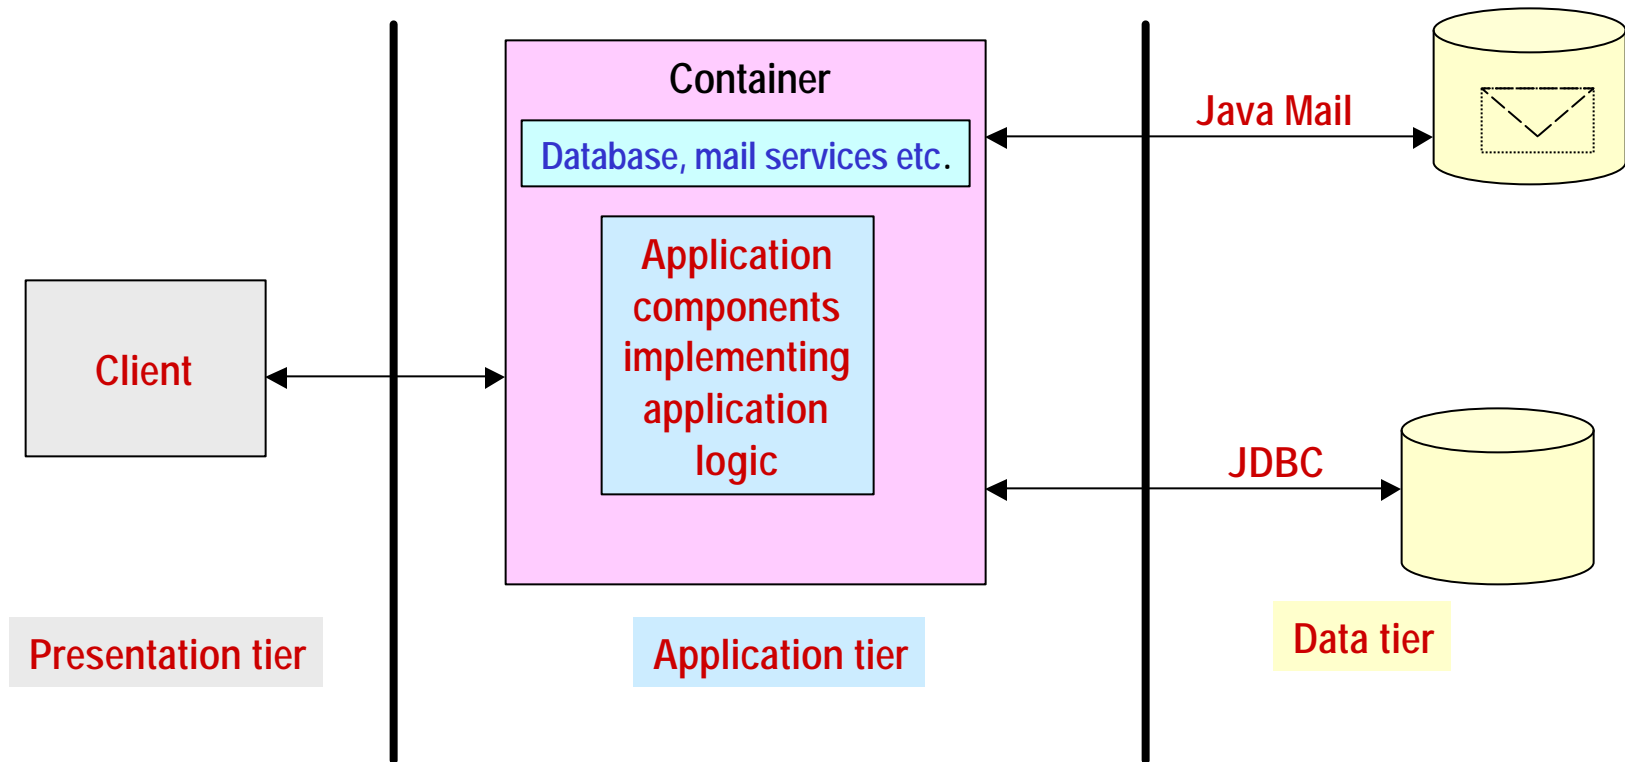 Container
Database, mail services etc.
Application
components
implementing
application
logic
Client
Java Mail
JDBC
Presentation tier
Application tier
Data tier